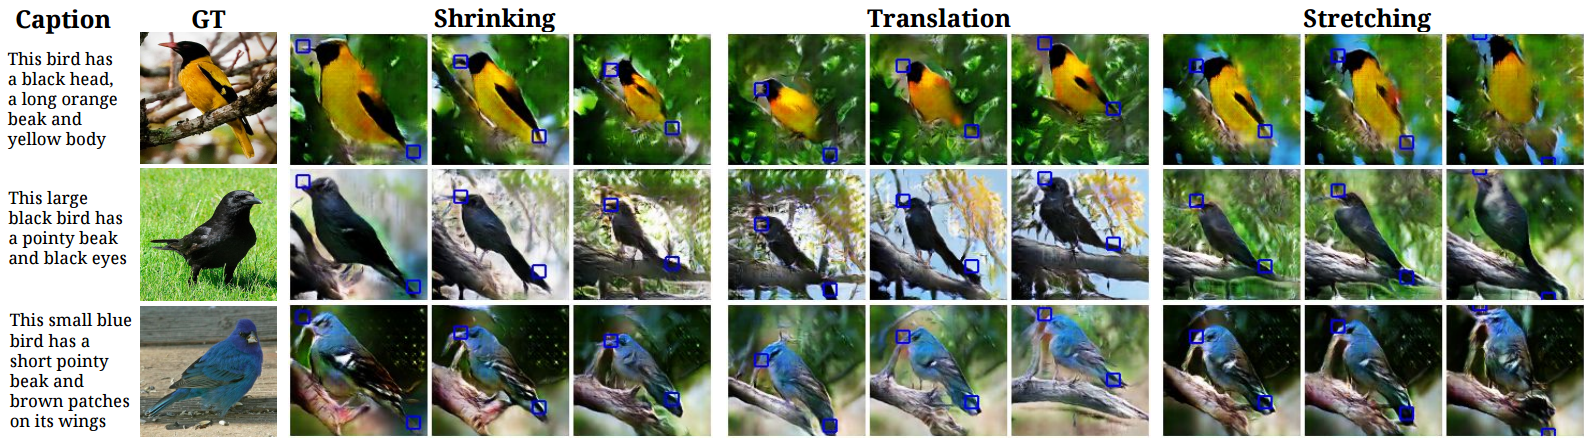 Caption
GT
Shrinking
Translation
Stretching
This bird has
a black head,
a long orange
beak and
yellow body
This large
black bird has
a pointy beak
and black eyes
This small blue
bird has a
short pointy
beak and
brown patches
on its wings